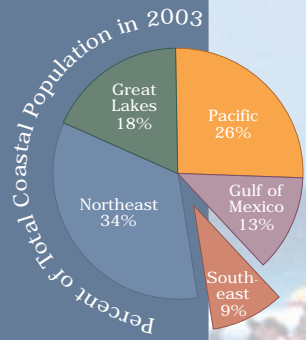 Percent of Total Coastal Population in 2003
Great
Lakes
18%
Pacific
26%
Northeast
34%
Gulf of
Mexico
13%
South-
east
9%